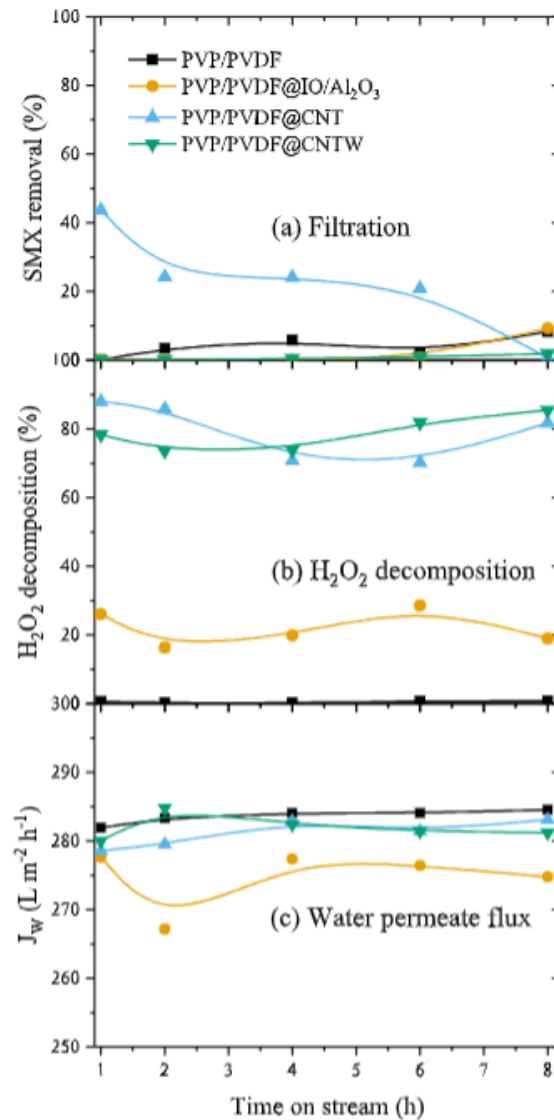 100
PVP/PVDF
80
PVP/PVDF@IO/Al₂O₃
PVP/PVDF@CNT
PVP/PVDF@CNTW
60
SMX removal (%)
40
(a) Filtration
20
100
80
H₂O₂ decomposition (%)
60
40
(b) H₂O₂ decomposition
20
300
290
280
J_W (L m⁻² h⁻¹)
270
(c) Water permeate flux
260
250
1 2 3 4 5 6 7 8
Time on stream (h)